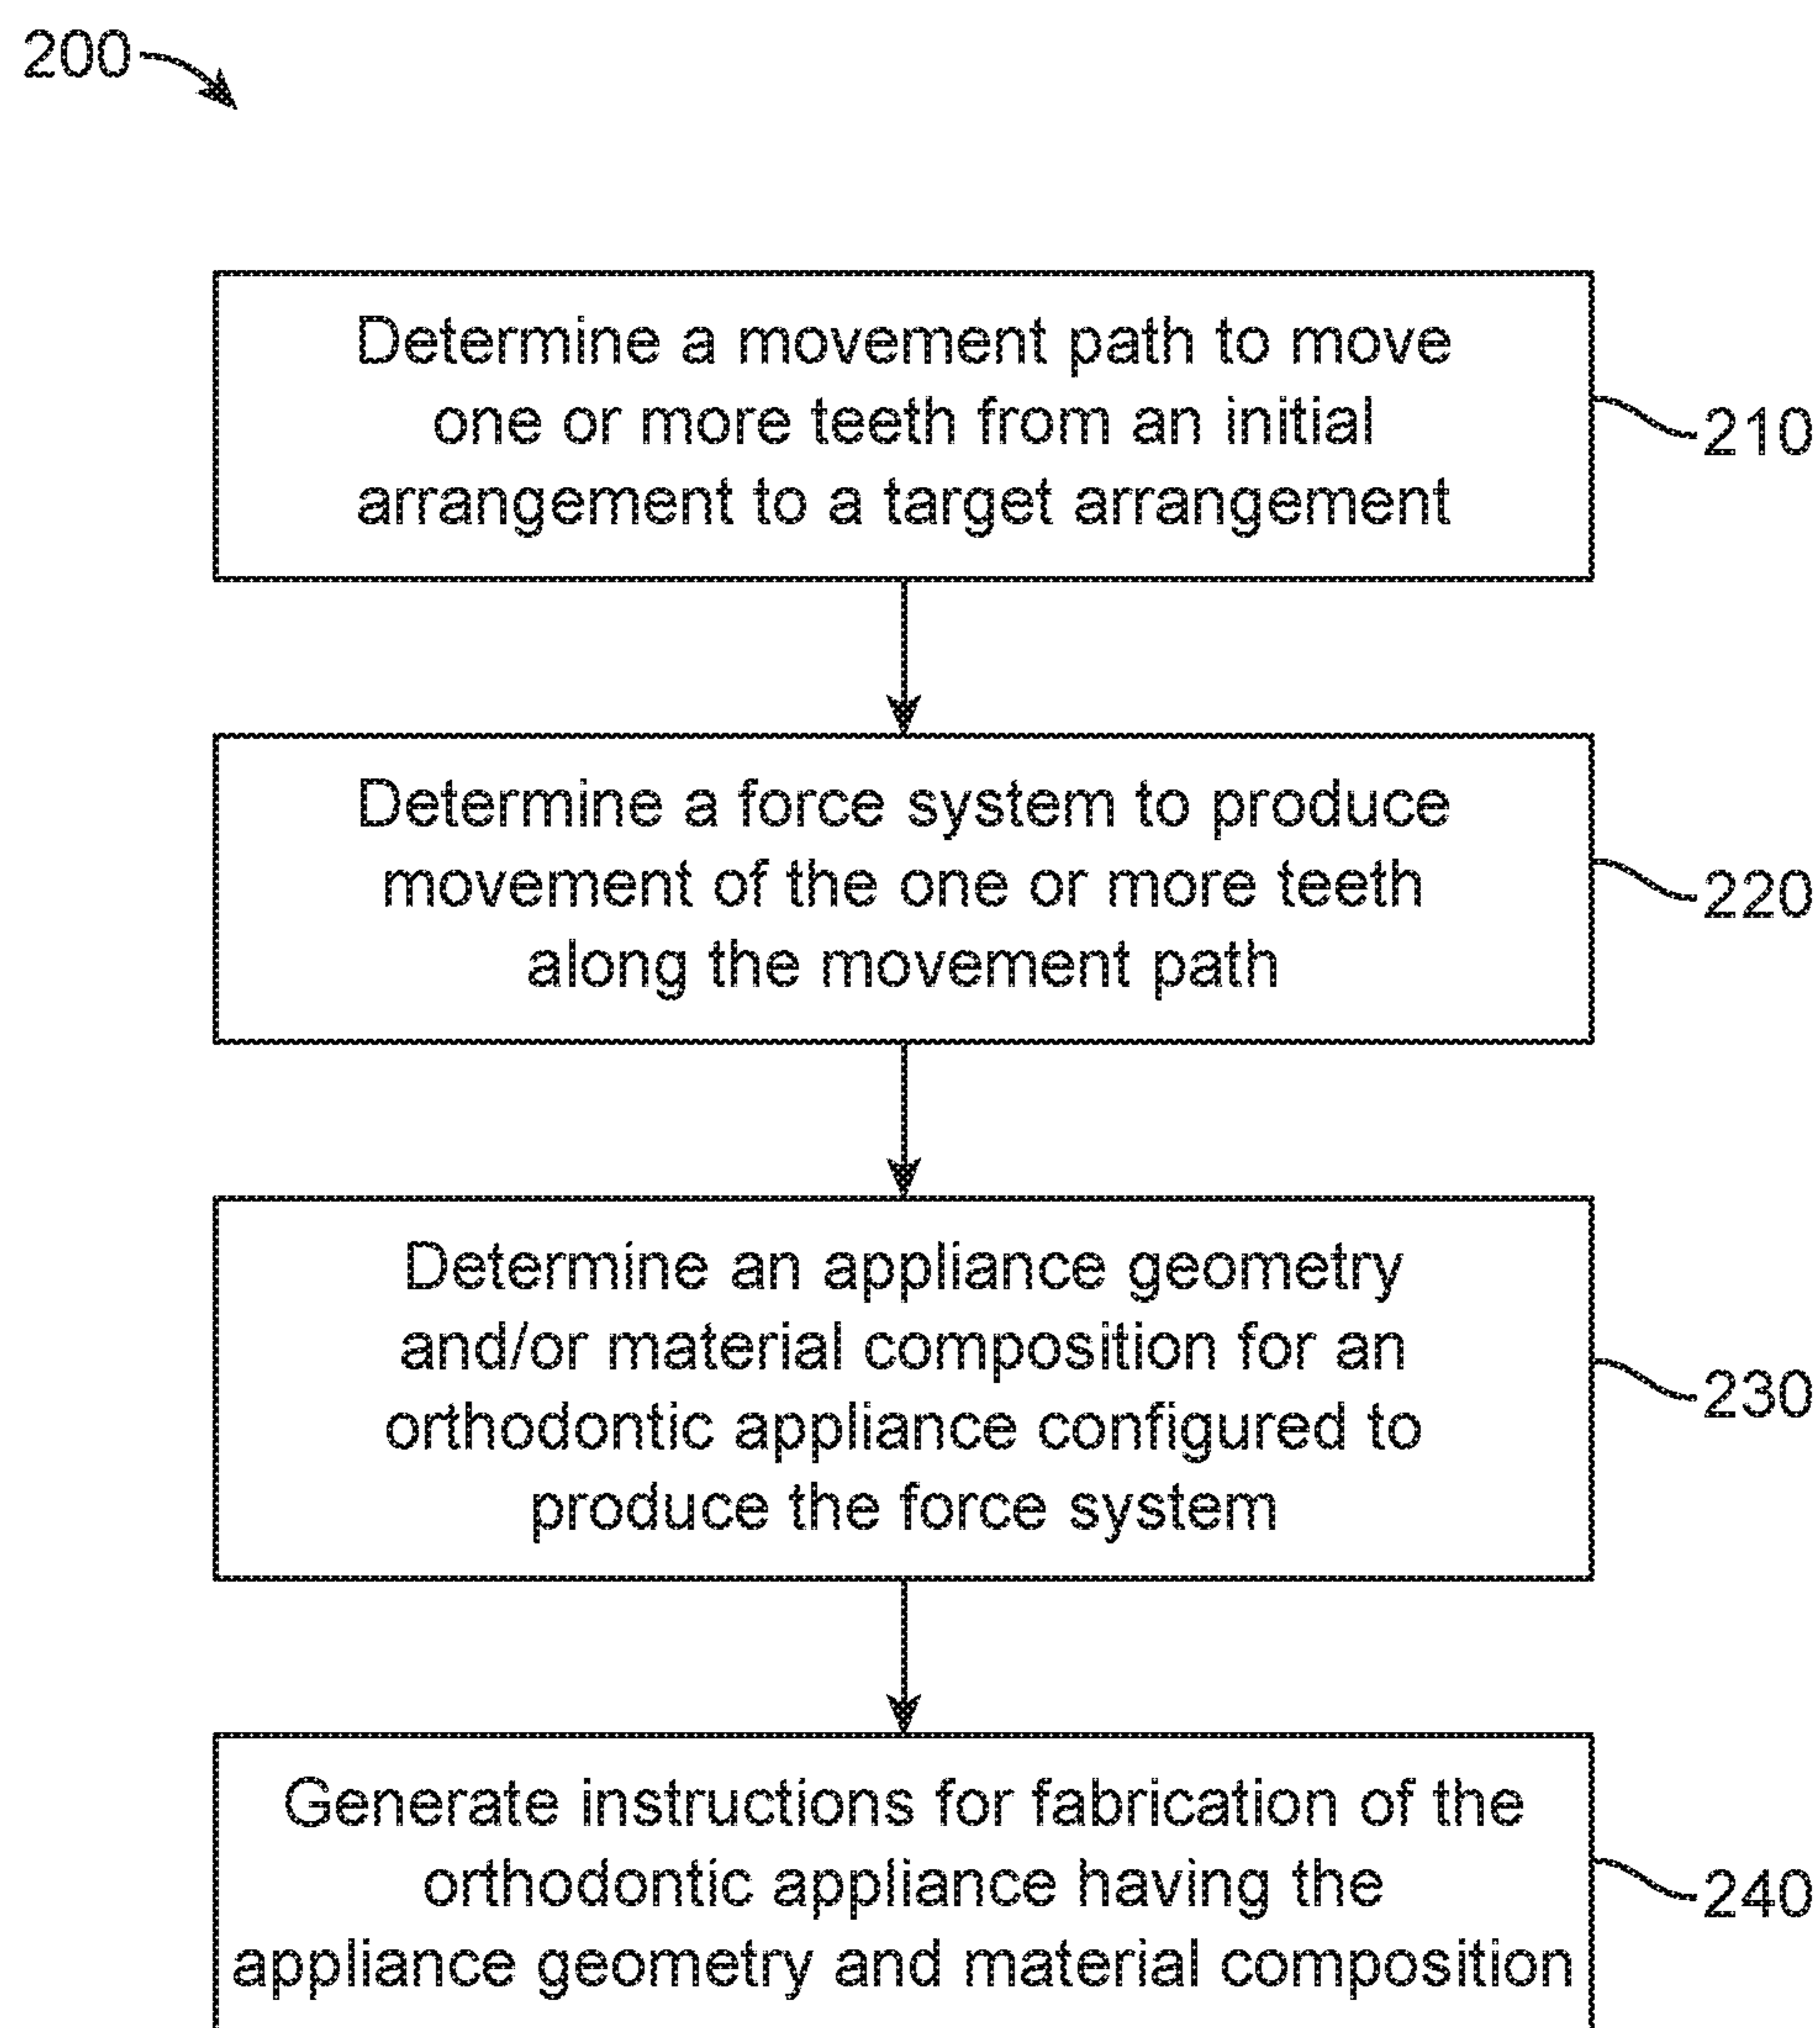 200
Determine a movement path to move
one or more teeth from an initial
arrangement to a target arrangement
210
Determine a force system to produce
movement of the one or more teeth
along the movement path
220
Determine an appliance geometry
and/or material composition for an
orthodontic appliance configured to
produce the force system
230
Generate instructions for fabrication of the
orthodontic appliance having the
appliance geometry and material composition
240